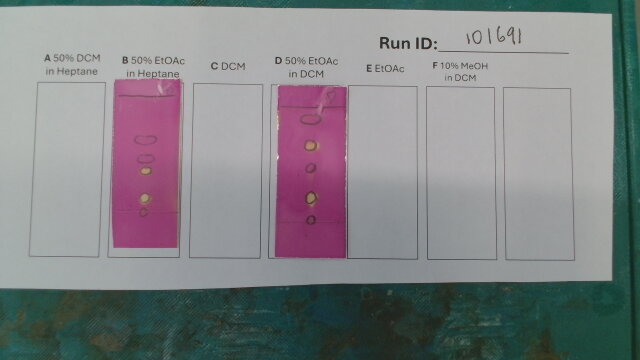 Run ID: 101691
A 50% DCM
in Heptane
B 50% EtOAc
in Heptane
C DCM
D 50% EtOAc
in DCM
E EtOAc
F 10% MeOH
in DCM